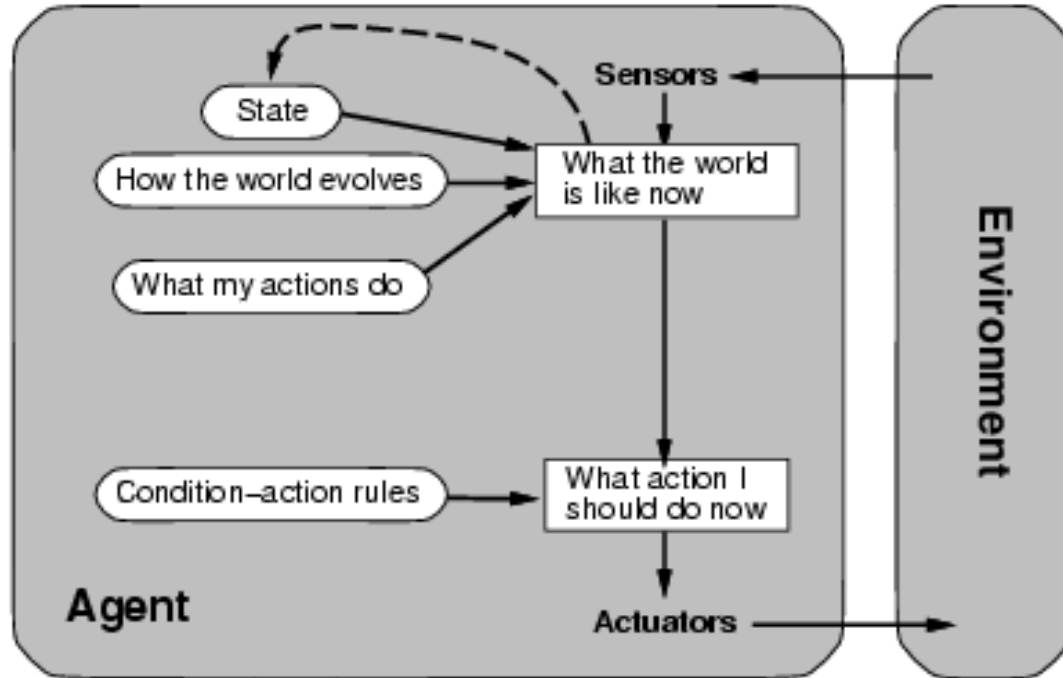 Sensors
State
What the world
is like now
How the world evolves
What my actions do
Condition–action rules
What action I
should do now
Agent
Actuators
Environment